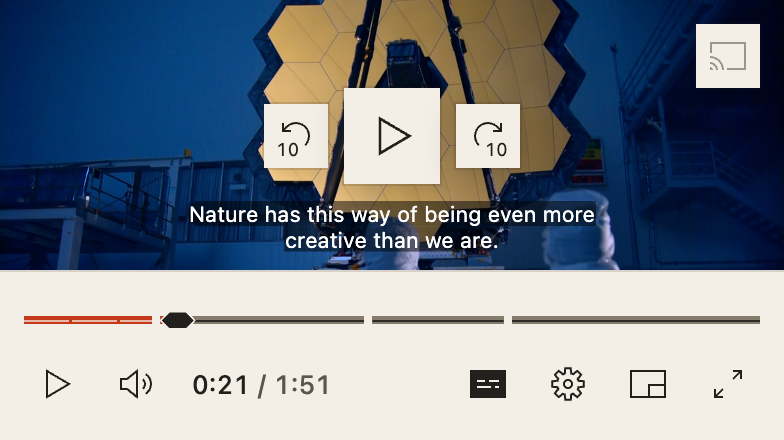 10
10
Nature has this way of being even more
creative than we are.
0:21 / 1:51